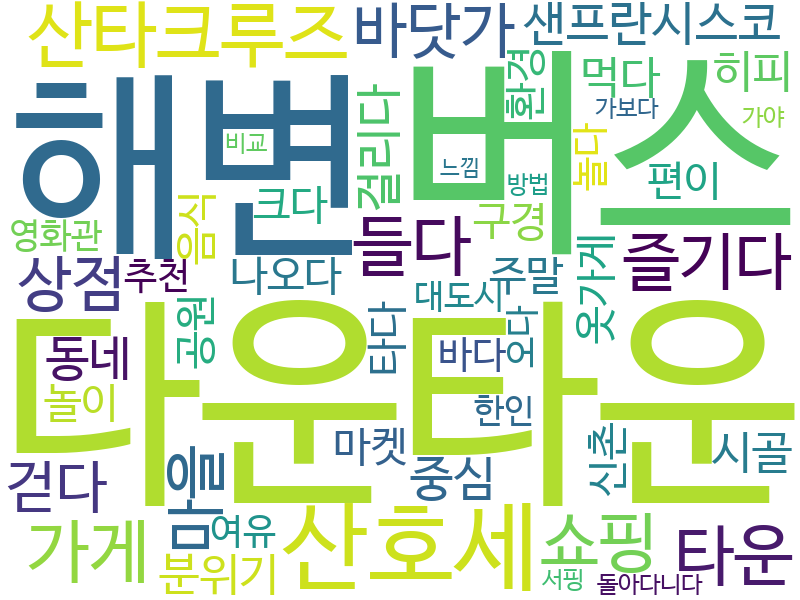 산타크루즈
바닷가
샌프란시스코
해변
버스
걸리다
환경
먹다
히피
가보다
가야
비교
느낌
방법
돌다
편이
영화관
음식
크다
들다
구경
즐기다
상점
추천
나오다
대도시
주말
옷가게
다운타운
공원
타다
오다
동네
바다
놀이
한인
마켓
걷다
마을
중심
신촌
시골
가게
여유
분위기
산호세
쇼핑
타운
서핑
돌아다니다